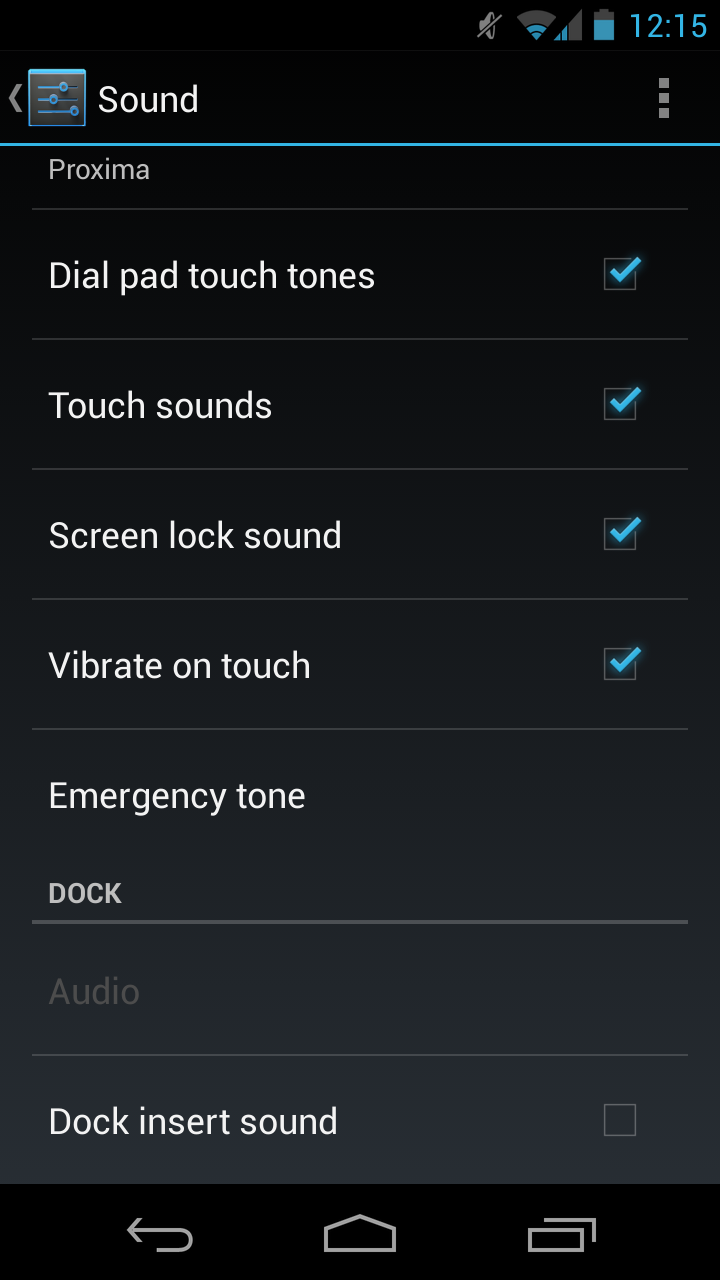 12:15
Sound
Proxima
Dial pad touch tones
Touch sounds
Screen lock sound
Vibrate on touch
Emergency tone
DOCK
Audio
Dock insert sound